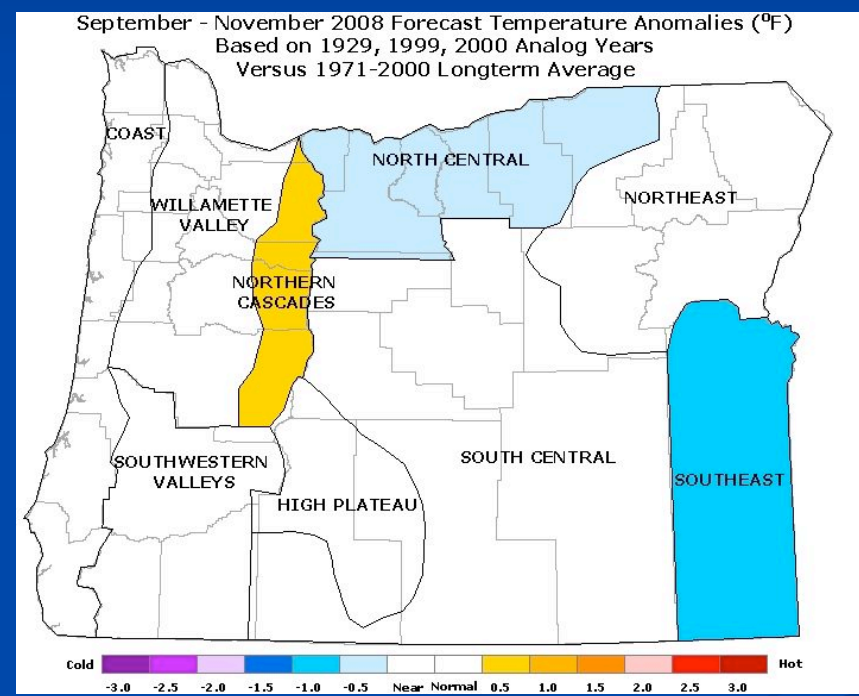 September - November 2008 Forecast Temperature Anomalies (⁰F)
Based on 1929, 1999, 2000 Analog Years
Versus 1971-2000 Longterm Average
COAST
NORTH CENTRAL
WILLAMETTE
VALLEY
NORTHEAST
NORTHERN
CASCADES
SOUTHWESTERN
VALLEYS
SOUTH CENTRAL
SOUTHEAST
HIGH PLATEAU
Cold Hot
-3.0 -2.5 -2.0 -1.5 -1.0 -0.5 Near Normal 0.5 1.0 1.5 2.0 2.5 3.0